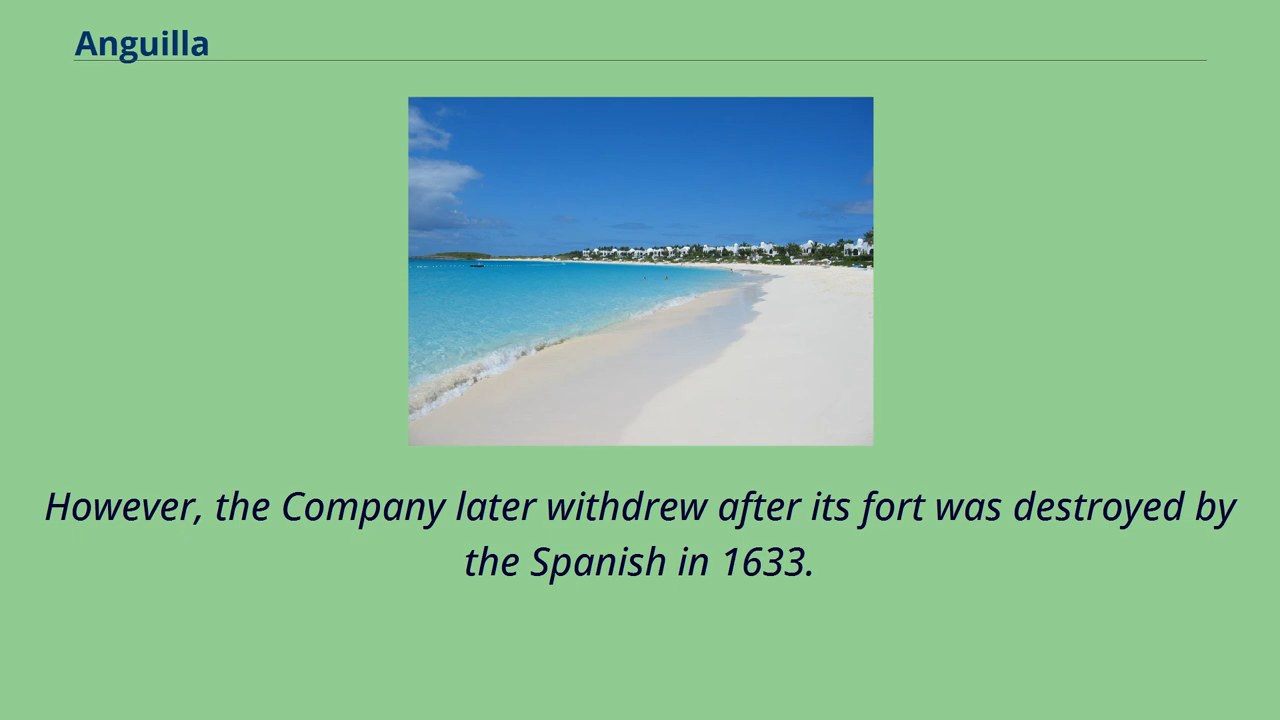 Anguilla
However, the Company later withdrew after its fort was destroyed by
the Spanish in 1633.